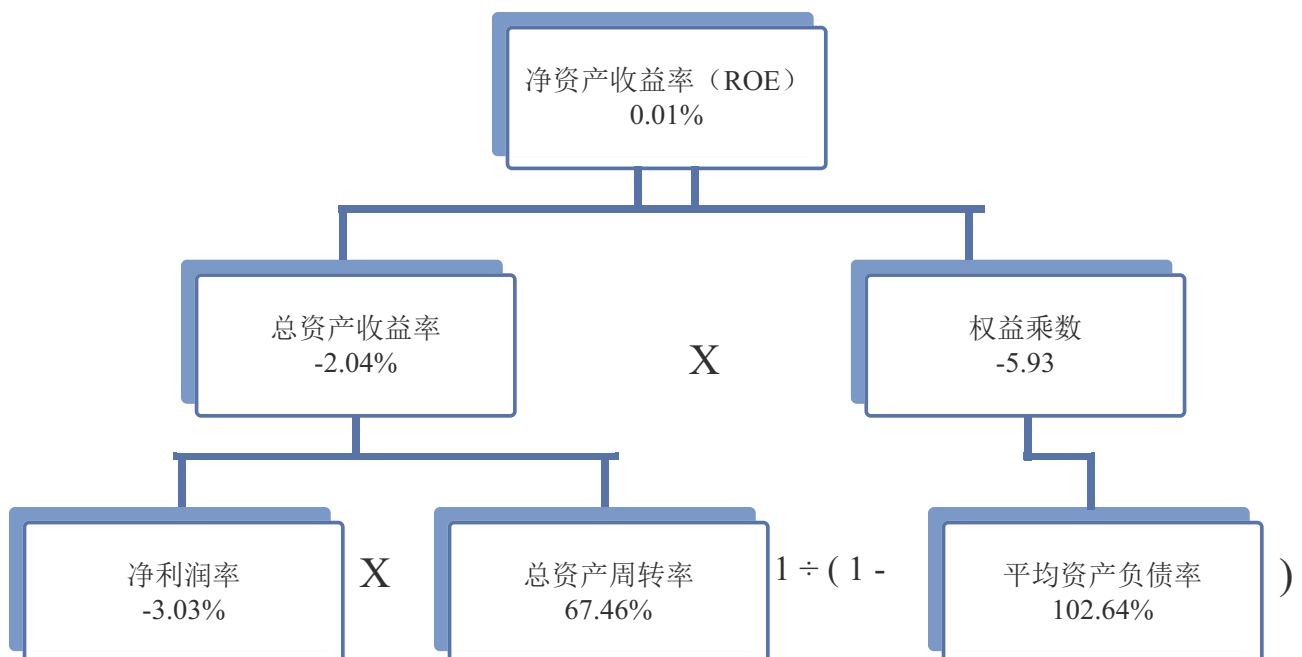 净资产收益率（ROE）
0.01%
总资产收益率
-2.04%
X
权益乘数
-5.93
净利润率
-3.03%
X
总资产周转率
67.46%
1 ÷ ( 1 -
平均资产负债率
102.64%
)